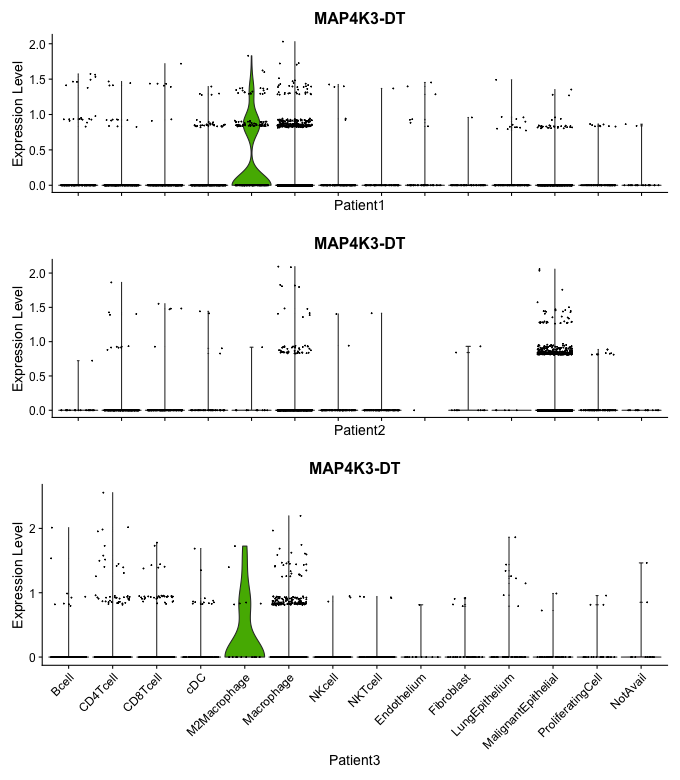 MAP4K3-DT
Expression Level
2.0
1.5
1.0
0.5
0.0
Patient1
MAP4K3-DT
Expression Level
2.0
1.5
1.0
0.5
0.0
Patient2
MAP4K3-DT
Expression Level
2
1
0
Bcell
CD4Tcell
CD8Tcell
cDC
M2Macrophage
Macrophage
NKcell
NKTcell
Endothelium
Fibroblast
LungEpithelium
MalignantEpithelial
ProliferatingCell
NotAvail
Patient3